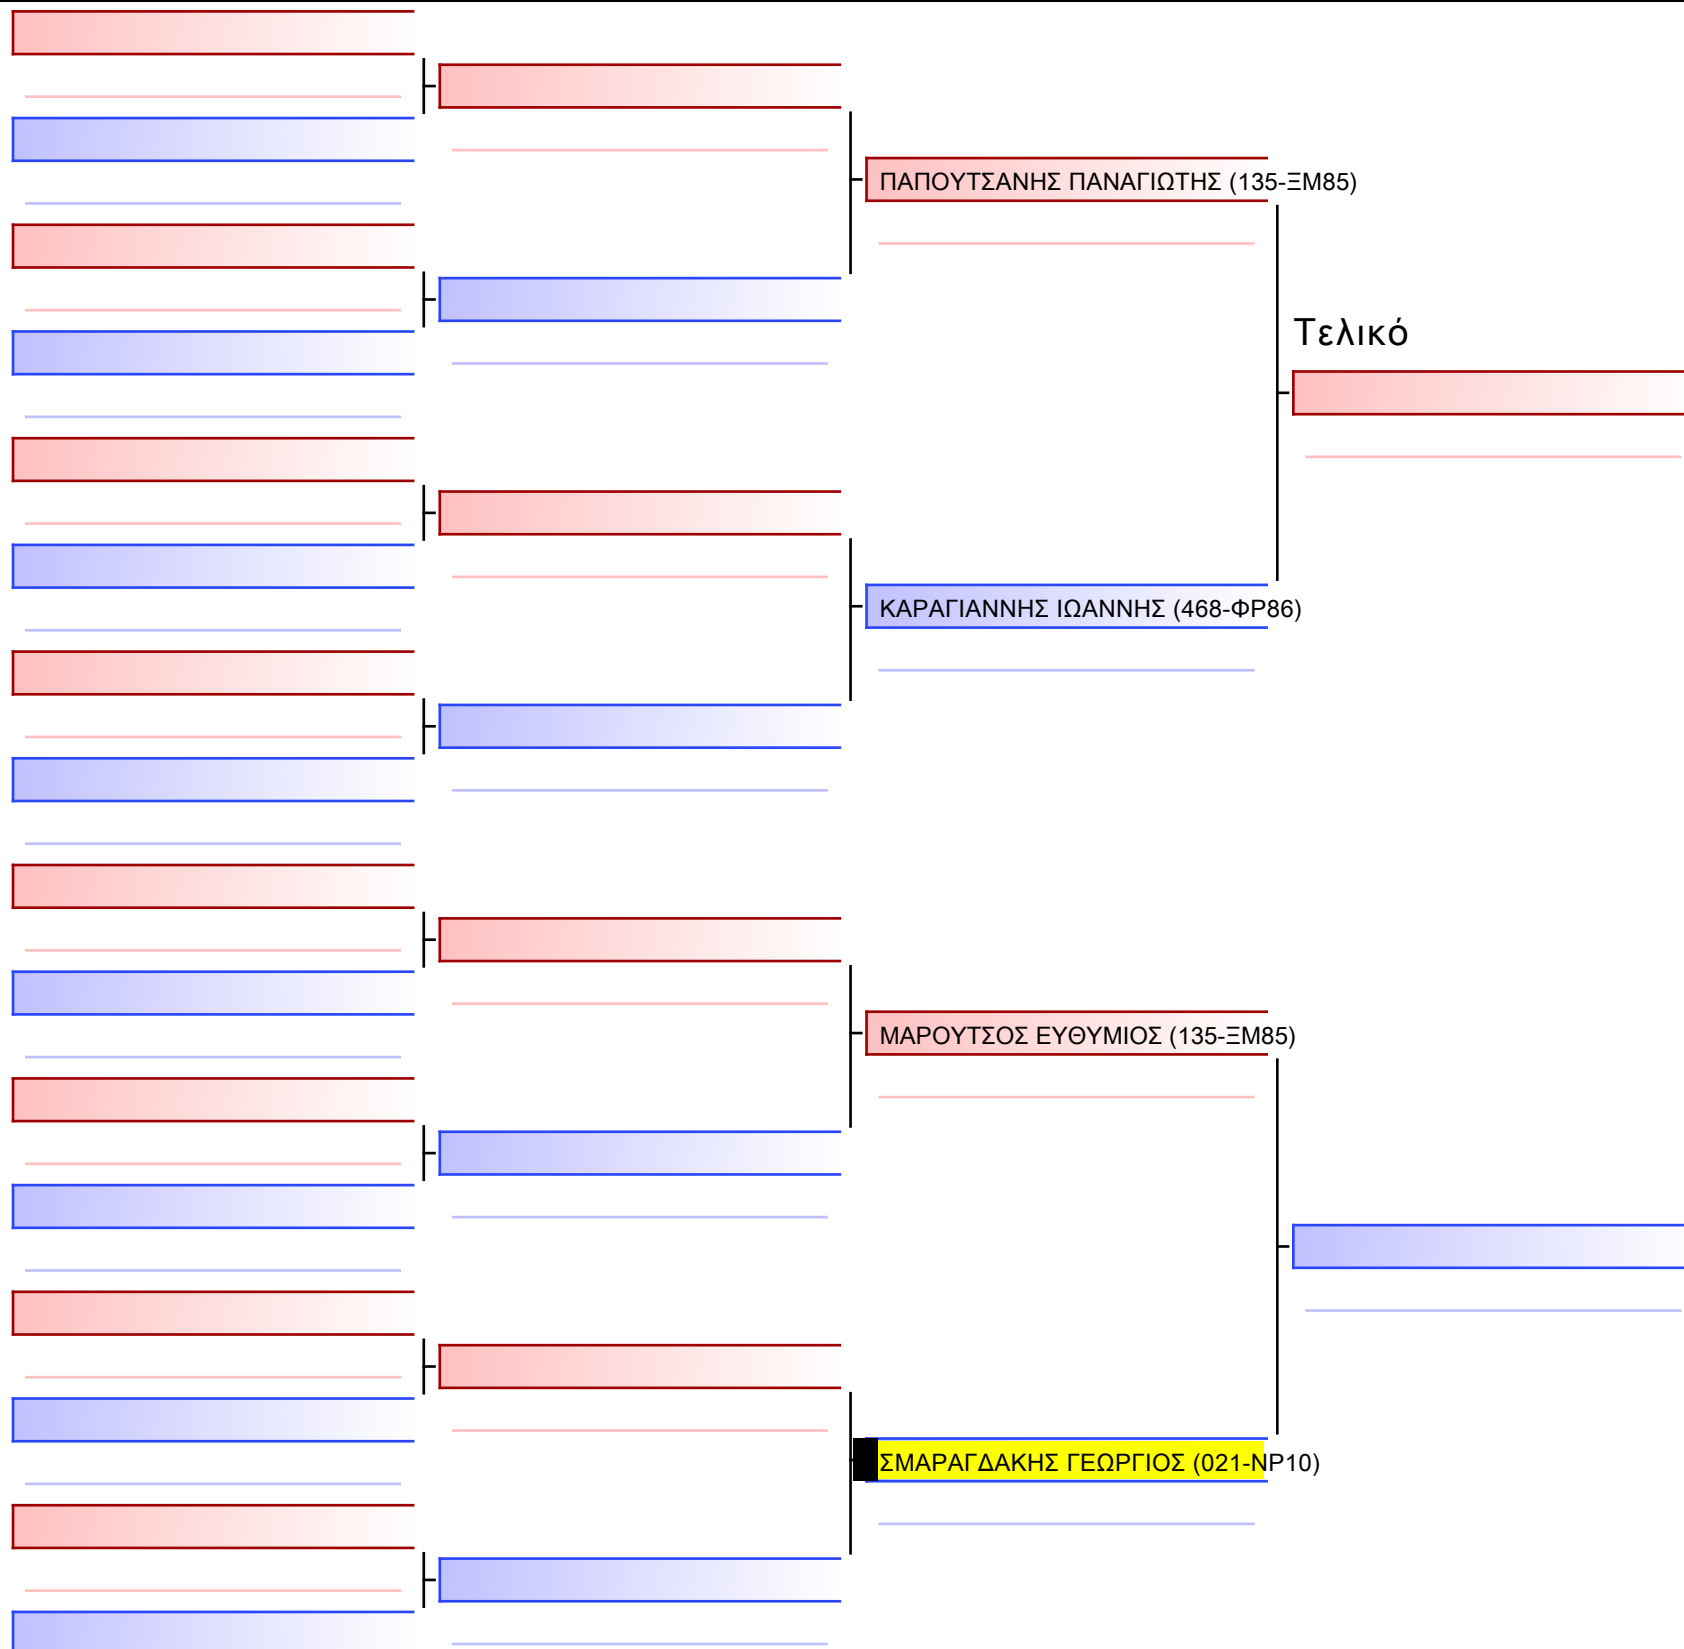 ΠΑΠΟΥΤΣΑΝΗΣ ΠΑΝΑΓΙΩΤΗΣ (135-ΞΜ85)
Τελικό
ΚΑΡΑΓΙΑΝΝΗΣ ΙΩΑΝΝΗΣ (468-ΦΡ86)
ΜΑΡΟΥΤΣΟΣ ΕΥΘΥΜΙΟΣ (135-ΞΜ85)
ΣΜΑΡΑΓΔΑΚΗΣ ΓΕΩΡΓΙΟΣ (021-ΝΡ10)